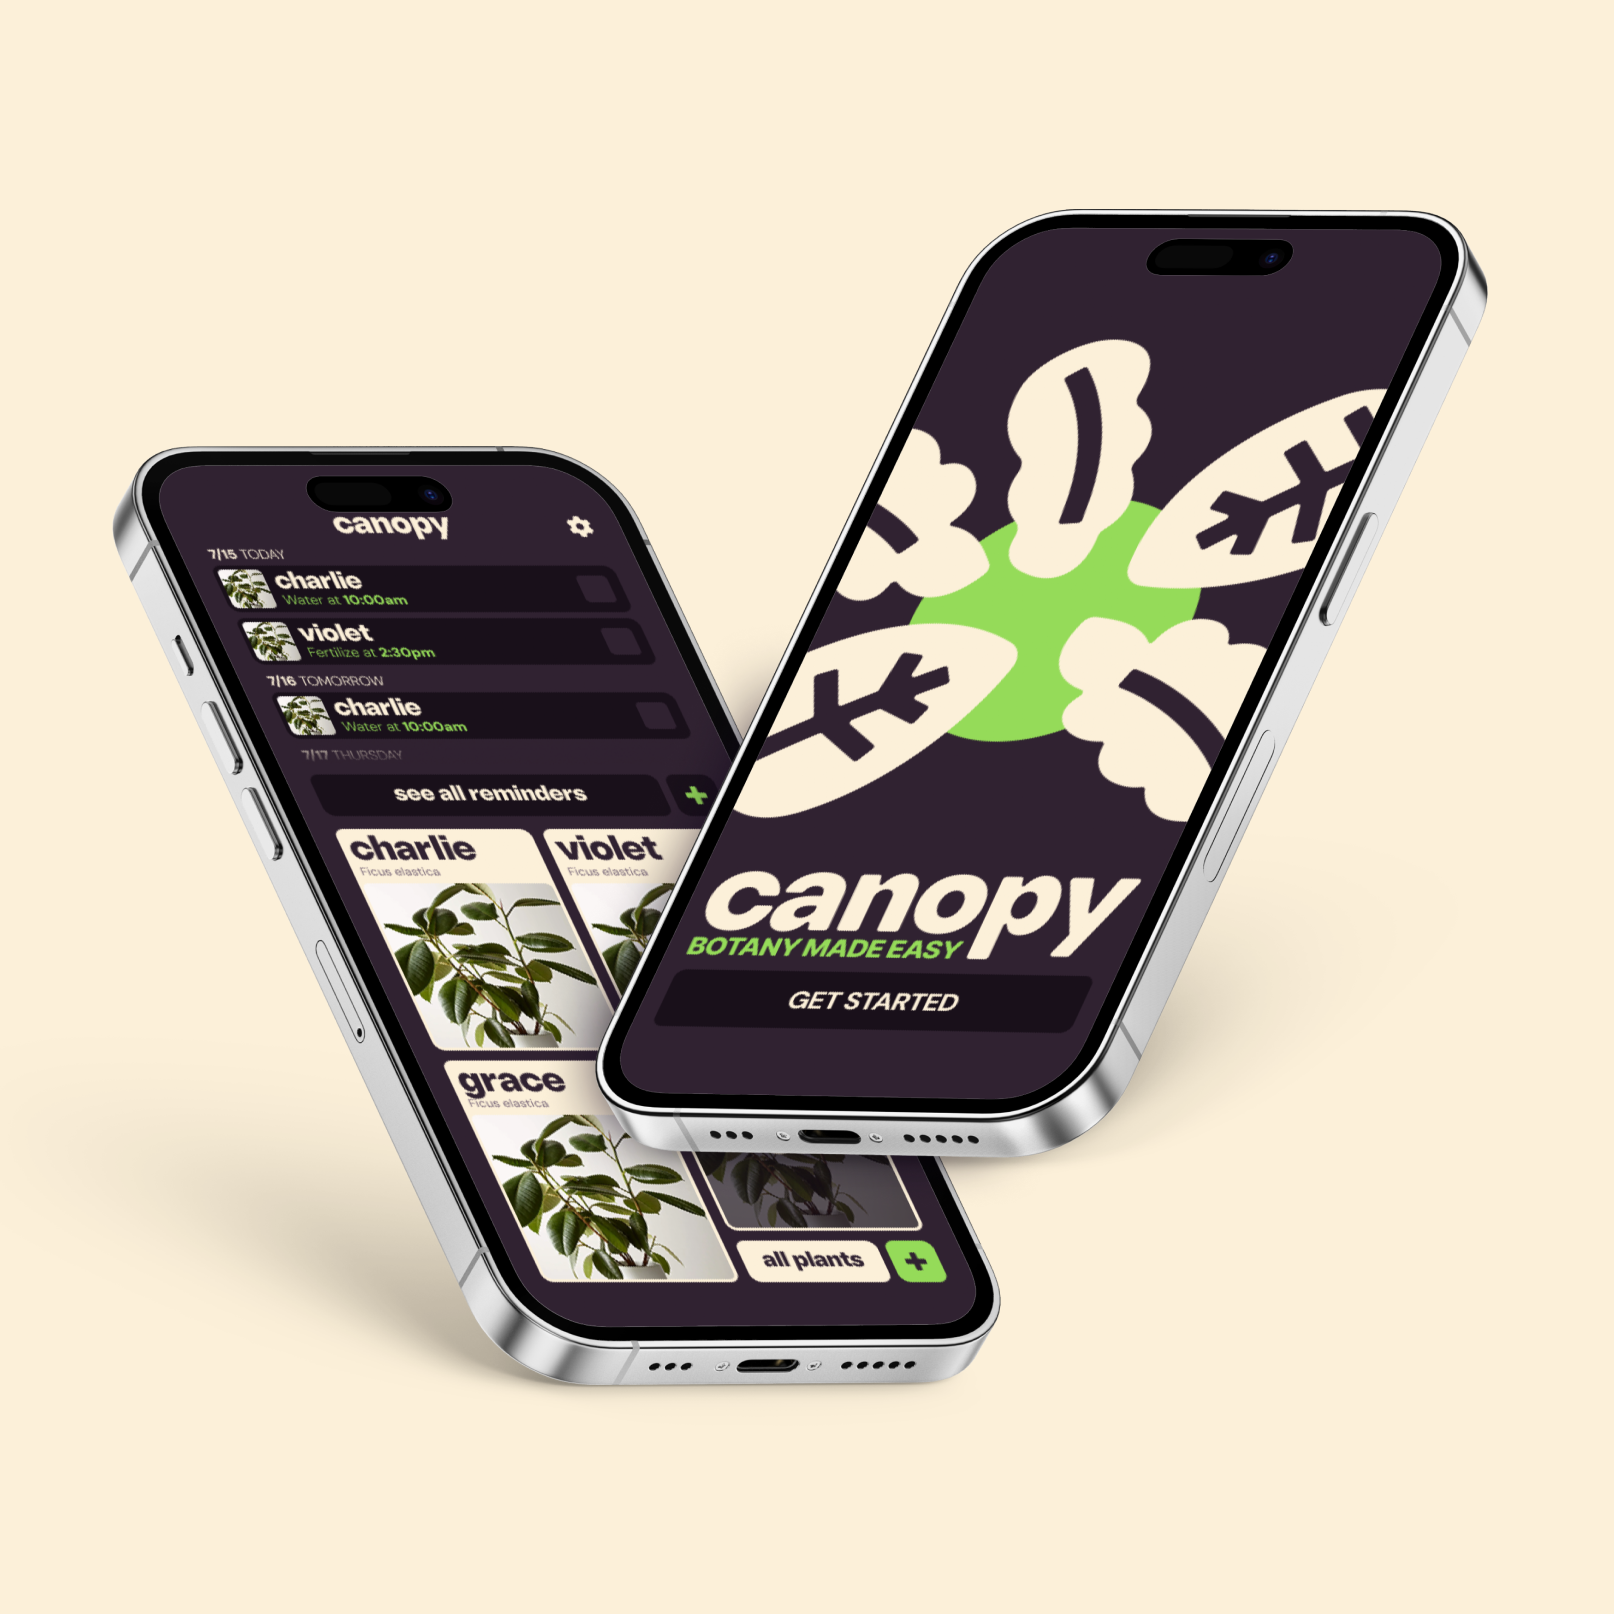 canopy
7/15 TODAY
charlie
Water at 10:00am
violet
Fertilize at 2:30pm
7/16 TOMORROW
charlie
Water at 10:00am
7/17 THURSDAY
see all reminders
+
charlie
Ficus elastica
violet
Ficus elastica
grace
Ficus elastica
all plants
+
canopy
BOTANY MADE EASY
GET STARTED